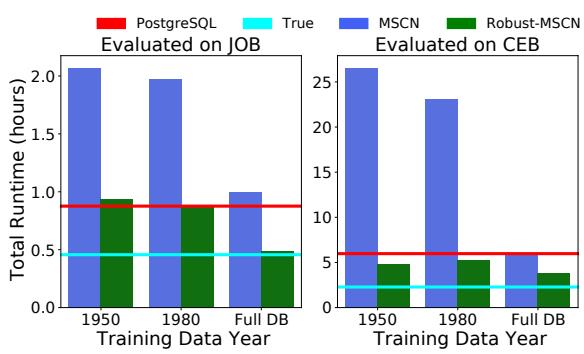 PostgreSQL True MSCN Robust-MSCN
Evaluated on JOB Evaluated on CEB
Total Runtime (hours)
2.0
1.5
1.0
0.5
0.0
1950 1980 Full DB
Training Data Year
25
20
15
10
5
0
1950 1980 Full DB
Training Data Year